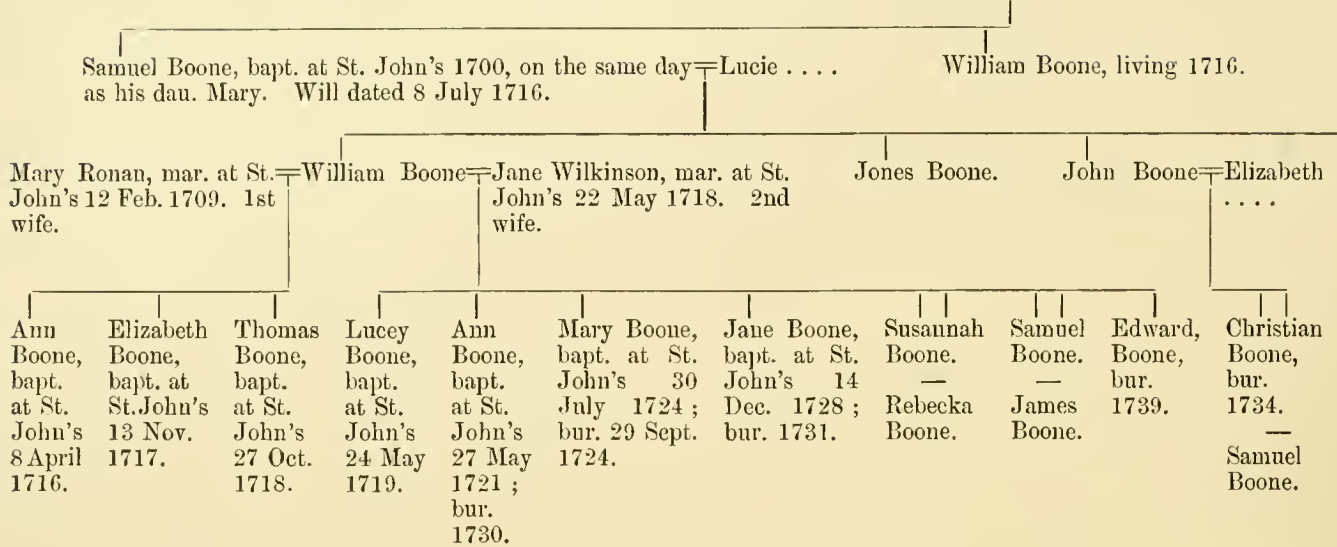 Samuel Boone, bapt. at St. John's 1700, on the same day=Lucie . . . .
as his dau. Mary. Will dated 8 July 1716.
William Boone, living 1716.
Mary Ronan, mar. at St.=William Boone=Jane Wilkinson, mar. at St.
John's 12 Feb. 1709. 1st
wife.
John's 22 May 1718. 2nd
wife.
Jones Boone.
John Boone=Elizabeth
. . . .
Ann
Boone,
bapt.
at St.
John's
8 April
1716.
Elizabeth
Boone,
bapt. at
St.John's
13 Nov.
1717.
Thomas
Boone,
bapt.
at St.
John's
27 Oct.
1718.
Lucey
Boone,
bapt.
at St.
John's
24 May
1719.
Ann
Boone,
bapt.
at St.
John's
27 May
1721 ;
bur.
1730.
Mary Boone,
bapt. at St.
John's 30
July 1724 ;
bur. 29 Sept.
1724.
Jane Boone,
bapt. at St.
John's 14
Dec. 1728 ;
bur. 1731.
Susannah
Boone.
—
Rebecka
Boone.
Samuel
Boone.
—
James
Boone.
Edward,
Boone,
bur.
1739.
Christian
Boone,
bur.
1734.
—
Samuel
Boone.